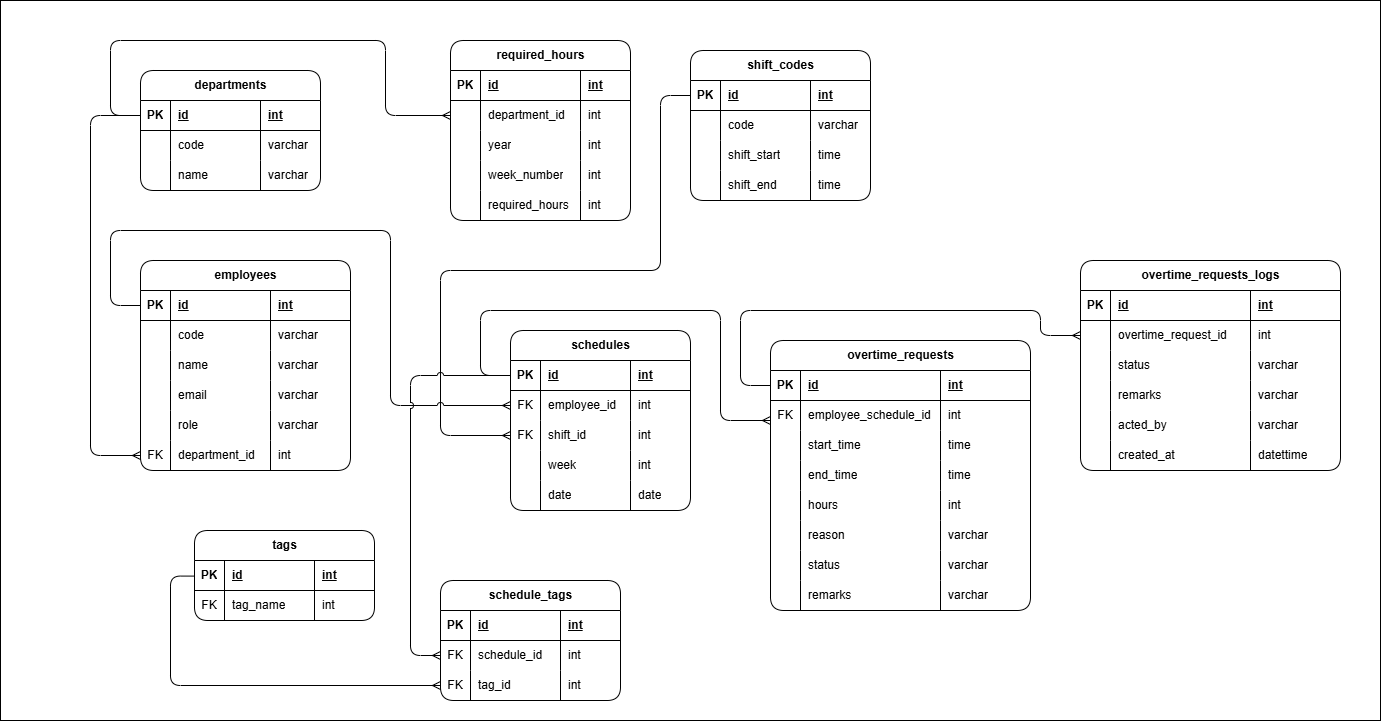 departments
PK id int
code varchar
name varchar
required_hours
PK id int
department_id int
year int
week_number int
required_hours int
shift_codes
PK id int
code varchar
shift_start time
shift_end time
employees
PK id int
code varchar
name varchar
email varchar
role varchar
FK department_id int
schedules
PK id int
FK employee_id int
FK shift_id int
week int
date date
overtime_requests
PK id int
FK employee_schedule_id int
start_time time
end_time time
hours int
reason varchar
status varchar
remarks varchar
overtime_requests_logs
PK id int
overtime_request_id int
status varchar
remarks varchar
acted_by varchar
created_at datettime
tags
PK id int
FK tag_name int
schedule_tags
PK id int
FK schedule_id int
FK tag_id int